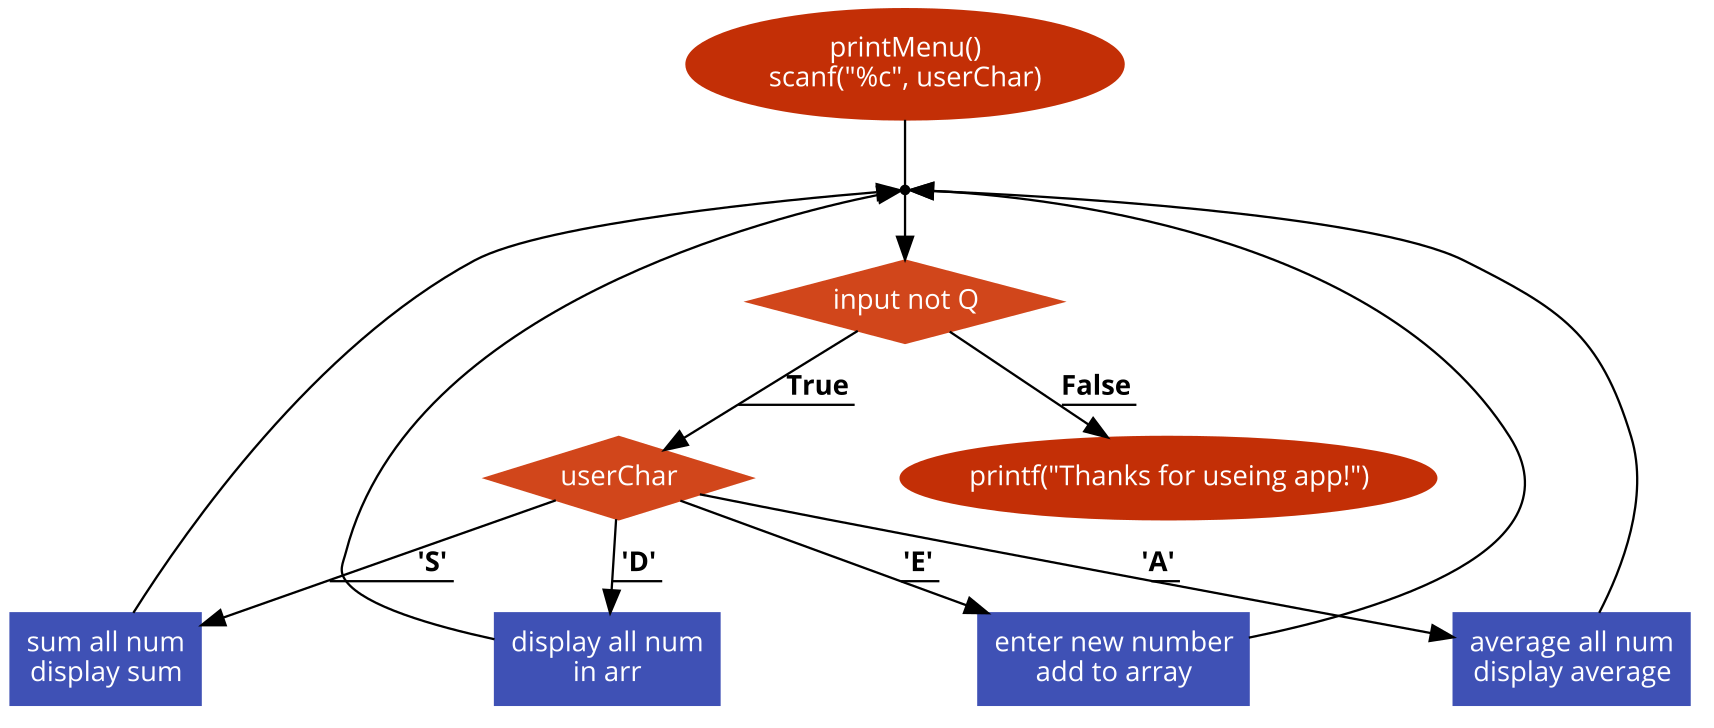 printMenu()
scanf("%c", userChar)
input not Q
True
False
userChar
printf("Thanks for useing app!")
'S'
'D'
'E'
'A'
sum all num
display sum
display all num
in arr
enter new number
add to array
average all num
display average